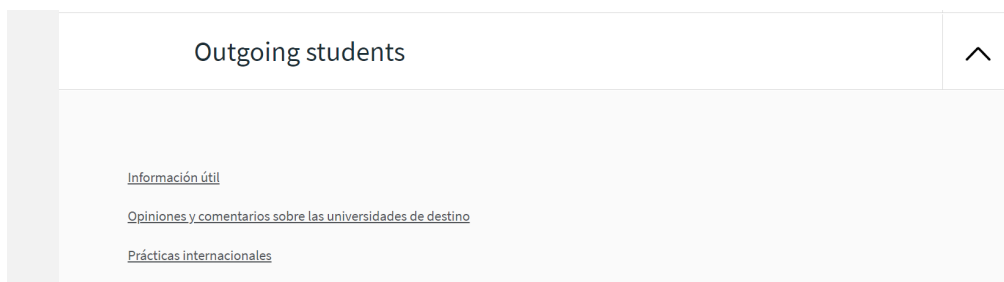 Outgoing students
Información útil
Opiniones y comentarios sobre las universidades de destino
Prácticas internacionales